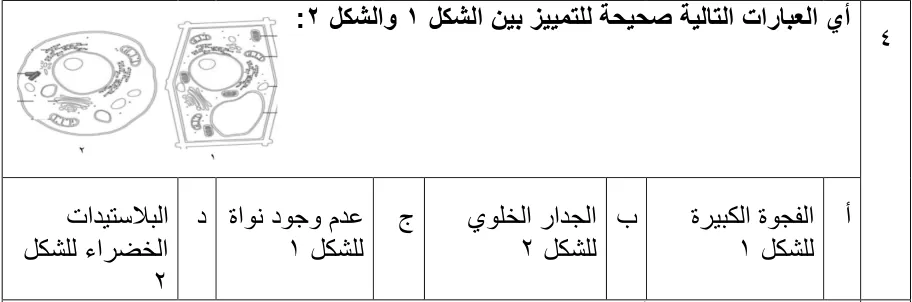 ٤
أي العبارات التالية صحيحة للتمييز بين الشكل ١ والشكل ٢:
٢
١
أ
الفجوة الكبيرة
للشكل ١
ب
الجدار الخلوي
للشكل ٢
ج
عدم وجود نواة
للشكل ١
د
البلاستيدات
الخضراء للشكل
٢